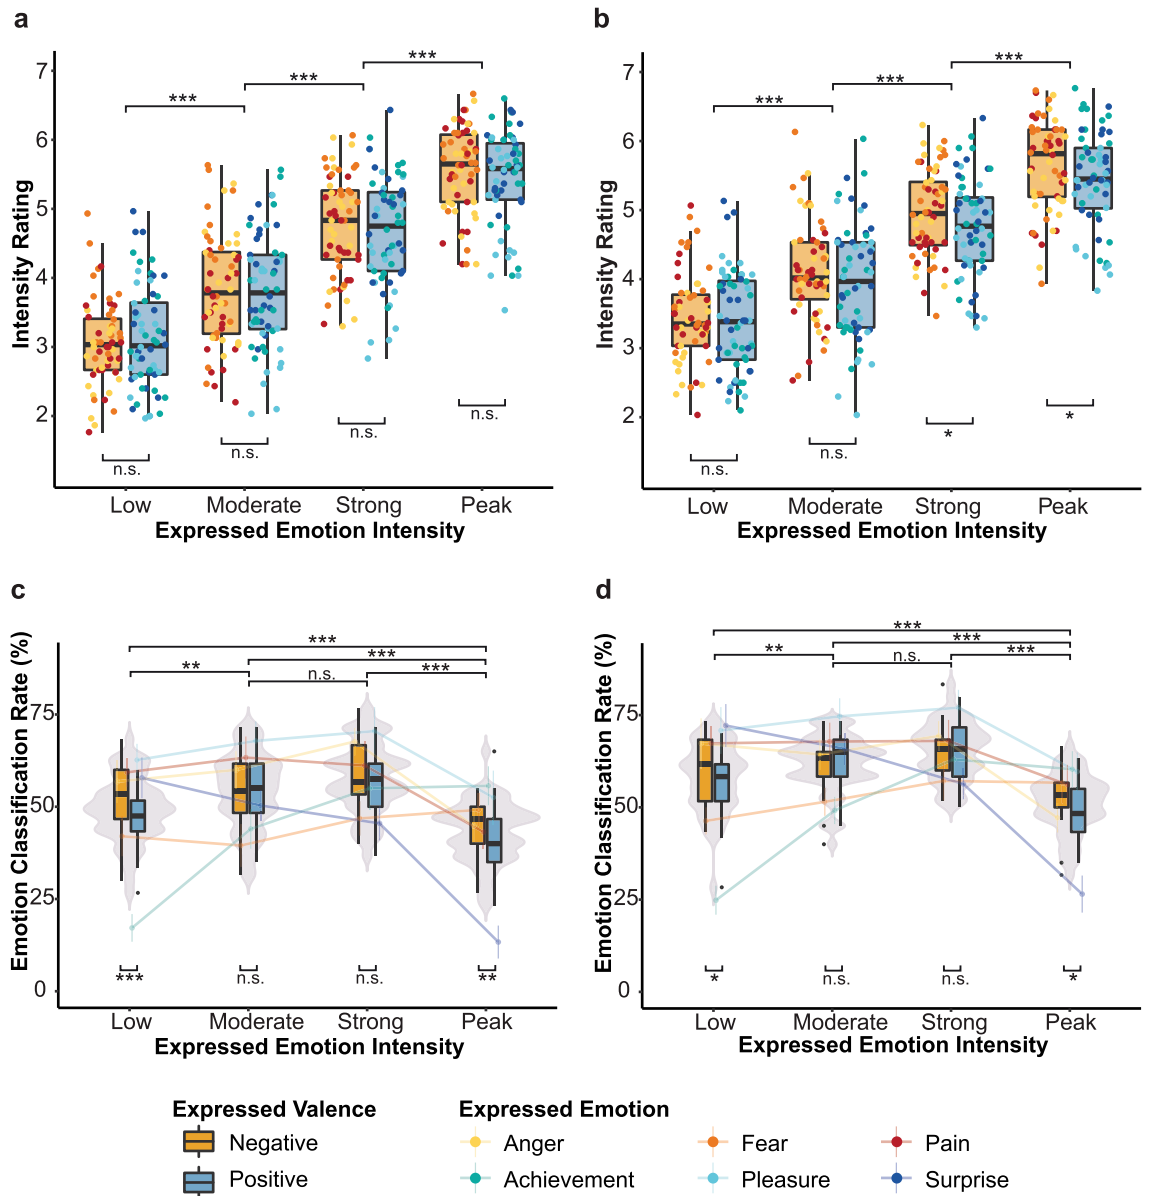 a
b
Intensity Rating
7
6
5
4
3
2
***
***
***
n.s.
n.s.
n.s.
n.s.
Low Moderate Strong Peak
Expressed Emotion Intensity
Intensity Rating
7
6
5
4
3
2
***
***
***
n.s.
n.s.
*
*
Low Moderate Strong Peak
Expressed Emotion Intensity
c
d
Emotion Classification Rate (%)
75
50
25
0
***
***
**
n.s.
***
***
n.s.
n.s.
**
Low Moderate Strong Peak
Expressed Emotion Intensity
Emotion Classification Rate (%)
75
50
25
0
***
***
**
n.s.
***
*
n.s.
n.s.
*
Low Moderate Strong Peak
Expressed Emotion Intensity
Expressed Valence
Negative
Positive
Expressed Emotion
Anger Fear Pain
Achievement Pleasure Surprise